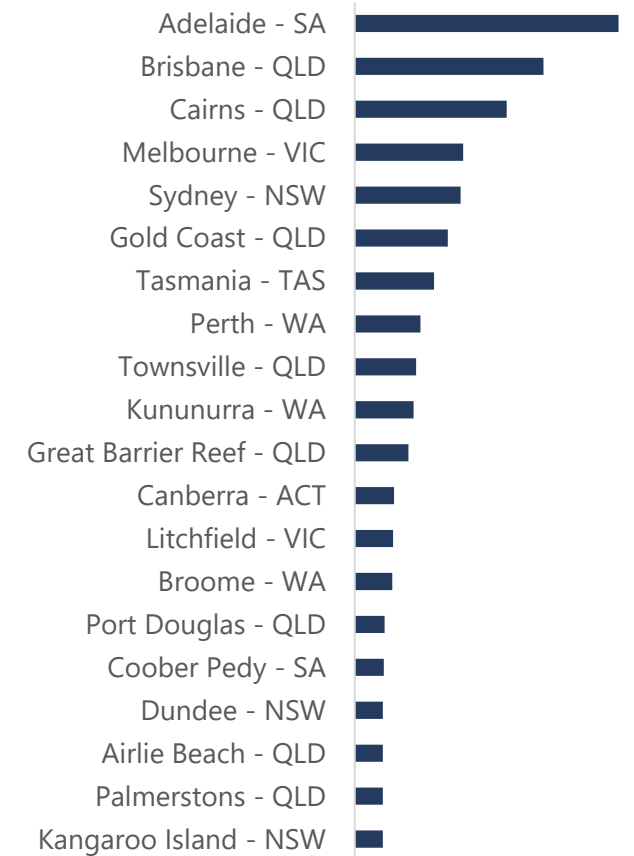 Adelaide - SA
Brisbane - QLD
Cairns - QLD
Melbourne - VIC
Sydney - NSW
Gold Coast - QLD
Tasmania - TAS
Perth - WA
Townsville - QLD
Kununurra - WA
Great Barrier Reef - QLD
Canberra - ACT
Litchfield - VIC
Broome - WA
Port Douglas - QLD
Coober Pedy - SA
Dundee - NSW
Airlie Beach - QLD
Palmerstons - QLD
Kangaroo Island - NSW